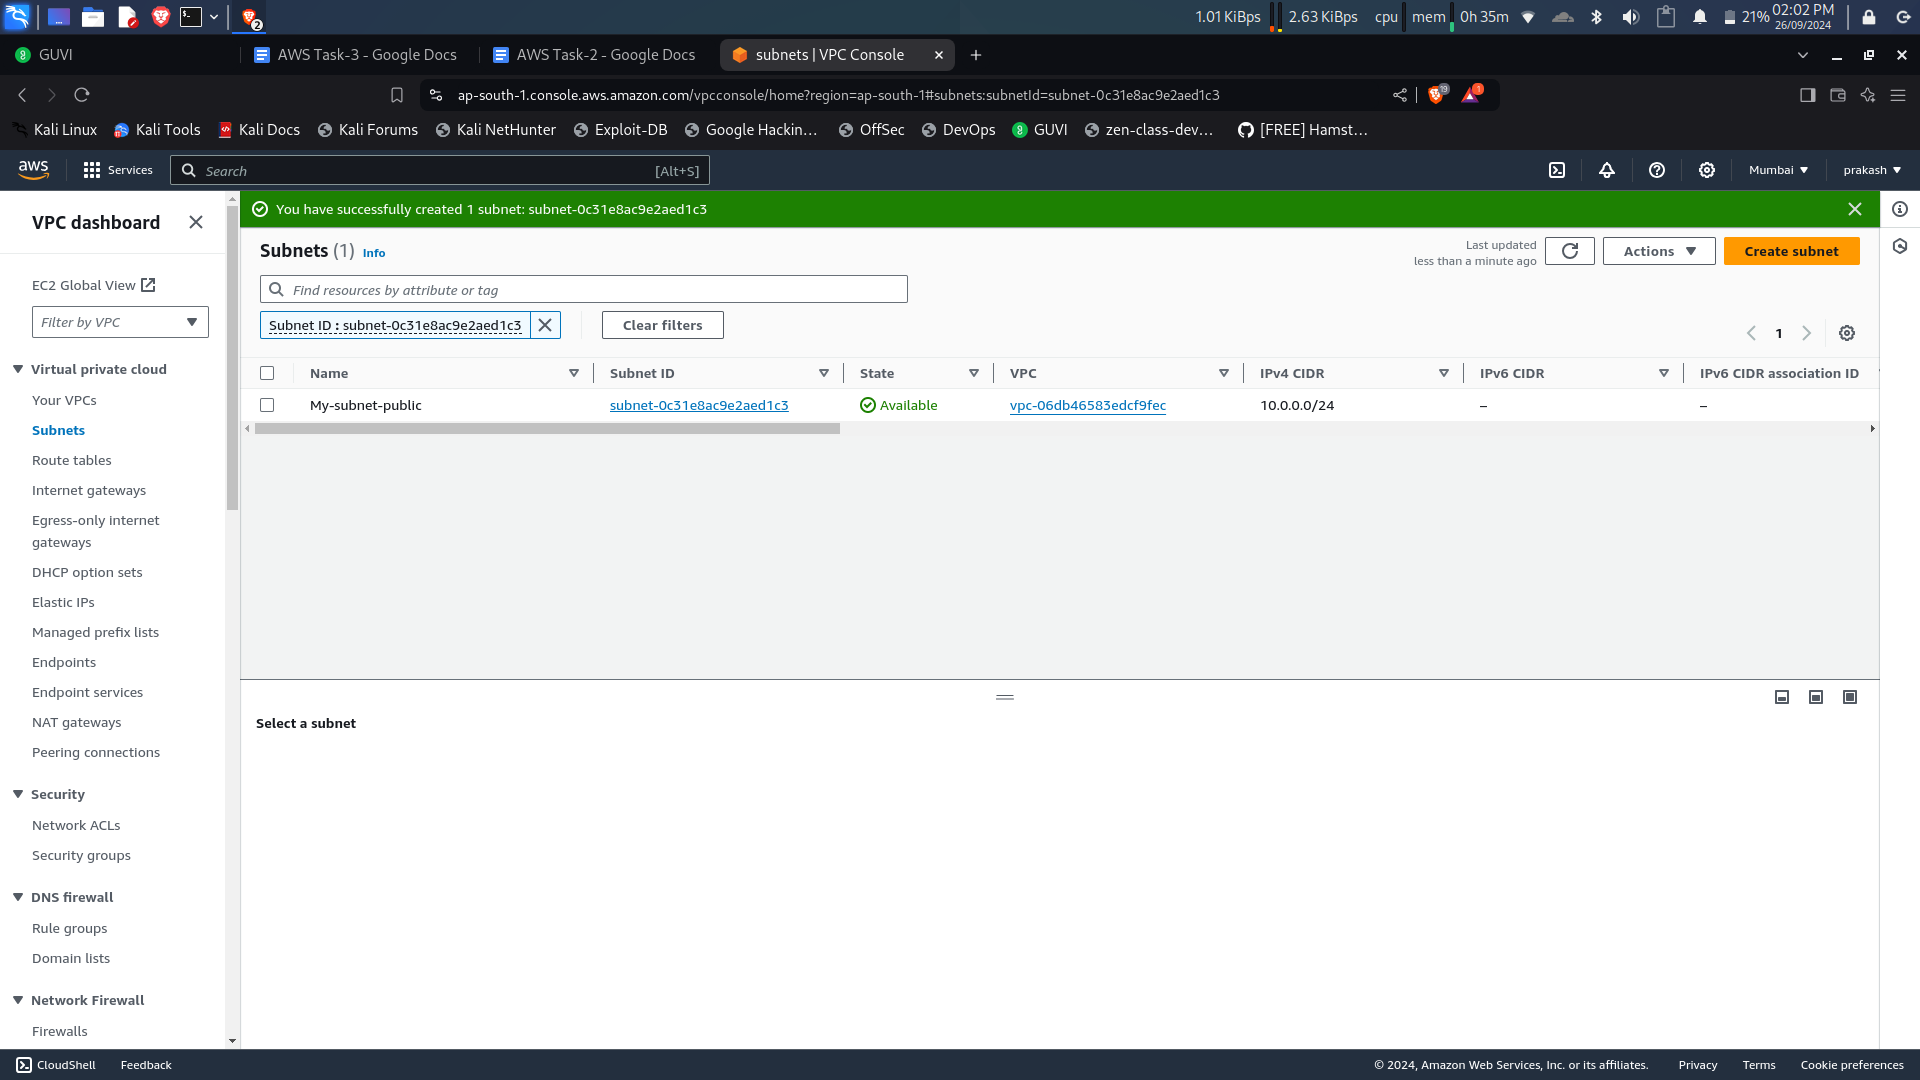 1.01 KiBps 2.63 KiBps cpu mem 0h 35m 21% 02:02 PM
26/09/2024
2
GUVI AWS Task-3 - Google Docs AWS Task-2 - Google Docs subnets | VPC Console
ap-south-1.console.aws.amazon.com/vpcconsole/home?region=ap-south-1#subnets:subnetId=subnet-0c31e8ac9e2aed1c3 19 1
Kali Linux Kali Tools Kali Docs Kali Forums Kali NetHunter Exploit-DB Google Hackin... OffSec DevOps GUVI zen-class-dev... [FREE] Hamst...
aws Services Search [Alt+S] Mumbai prakash
VPC dashboard
EC2 Global View
Filter by VPC
Virtual private cloud
Your VPCs
Subnets
Route tables
Internet gateways
Egress-only internet
gateways
DHCP option sets
Elastic IPs
Managed prefix lists
Endpoints
Endpoint services
NAT gateways
Peering connections
Security
Network ACLs
Security groups
DNS firewall
Rule groups
Domain lists
Network Firewall
Firewalls
You have successfully created 1 subnet: subnet-0c31e8ac9e2aed1c3
Subnets (1) Info
Last updated
less than a minute ago
Actions
Create subnet
Find resources by attribute or tag
Subnet ID : subnet-0c31e8ac9e2aed1c3
Clear filters
1
Name Subnet ID State VPC IPv4 CIDR IPv6 CIDR IPv6 CIDR association ID
My-subnet-public subnet-0c31e8ac9e2aed1c3 Available vpc-06db46583edcf9fec 10.0.0.0/24 – –
Select a subnet
CloudShell Feedback © 2024, Amazon Web Services, Inc. or its affiliates. Privacy Terms Cookie preferences